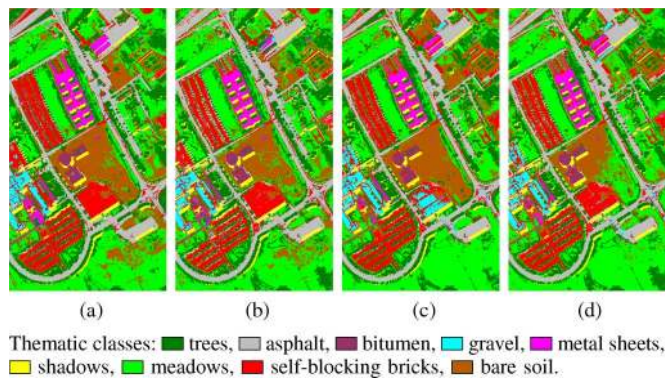 (a) (b) (c) (d)
Thematic classes: trees, asphalt, bitumen, gravel, metal sheets,
shadows, meadows, self-blocking bricks, bare soil.